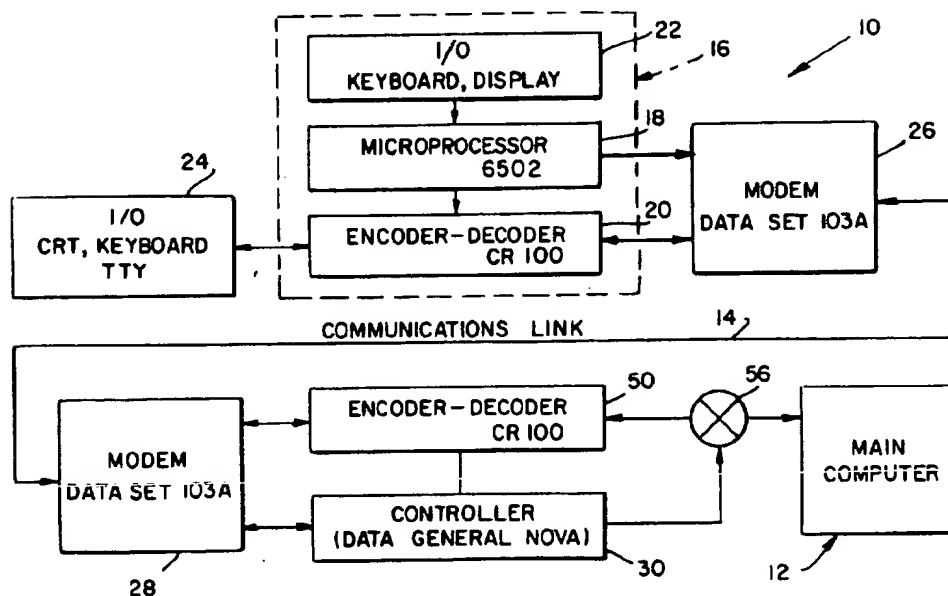 I/O
KEYBOARD, DISPLAY
22
16
10
MICROPROCESSOR
6502
18
26
24
I/O
CRT, KEYBOARD
TTY
ENCODER-DECODER
CR 100
20
MODEM
DATA SET 103A
COMMUNICATIONS LINK
14
MODEM
DATA SET 103A
28
ENCODER-DECODER
CR 100
50
56
CONTROLLER
(DATA GENERAL NOVA)
30
MAIN
COMPUTER
12